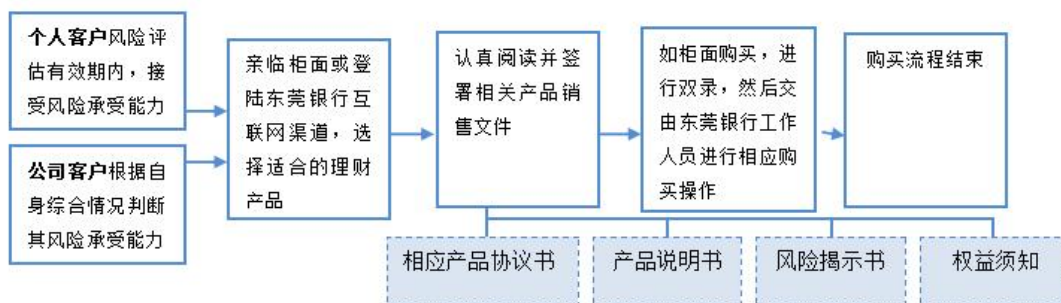 个人客户风险评
估有效期内，接
受风险承受能力
公司客户根据自
身综合情况判断
其风险承受能力
亲临柜面或登
陆东莞银行互
联网渠道，选
择适合的理财
产品
认真阅读并签
署相关产品销
售文件
如柜面购买，进
行双录，然后交
由东莞银行工作
人员进行相应购
买操作
购买流程结束
相应产品协议书
产品说明书
风险揭示书
权益须知